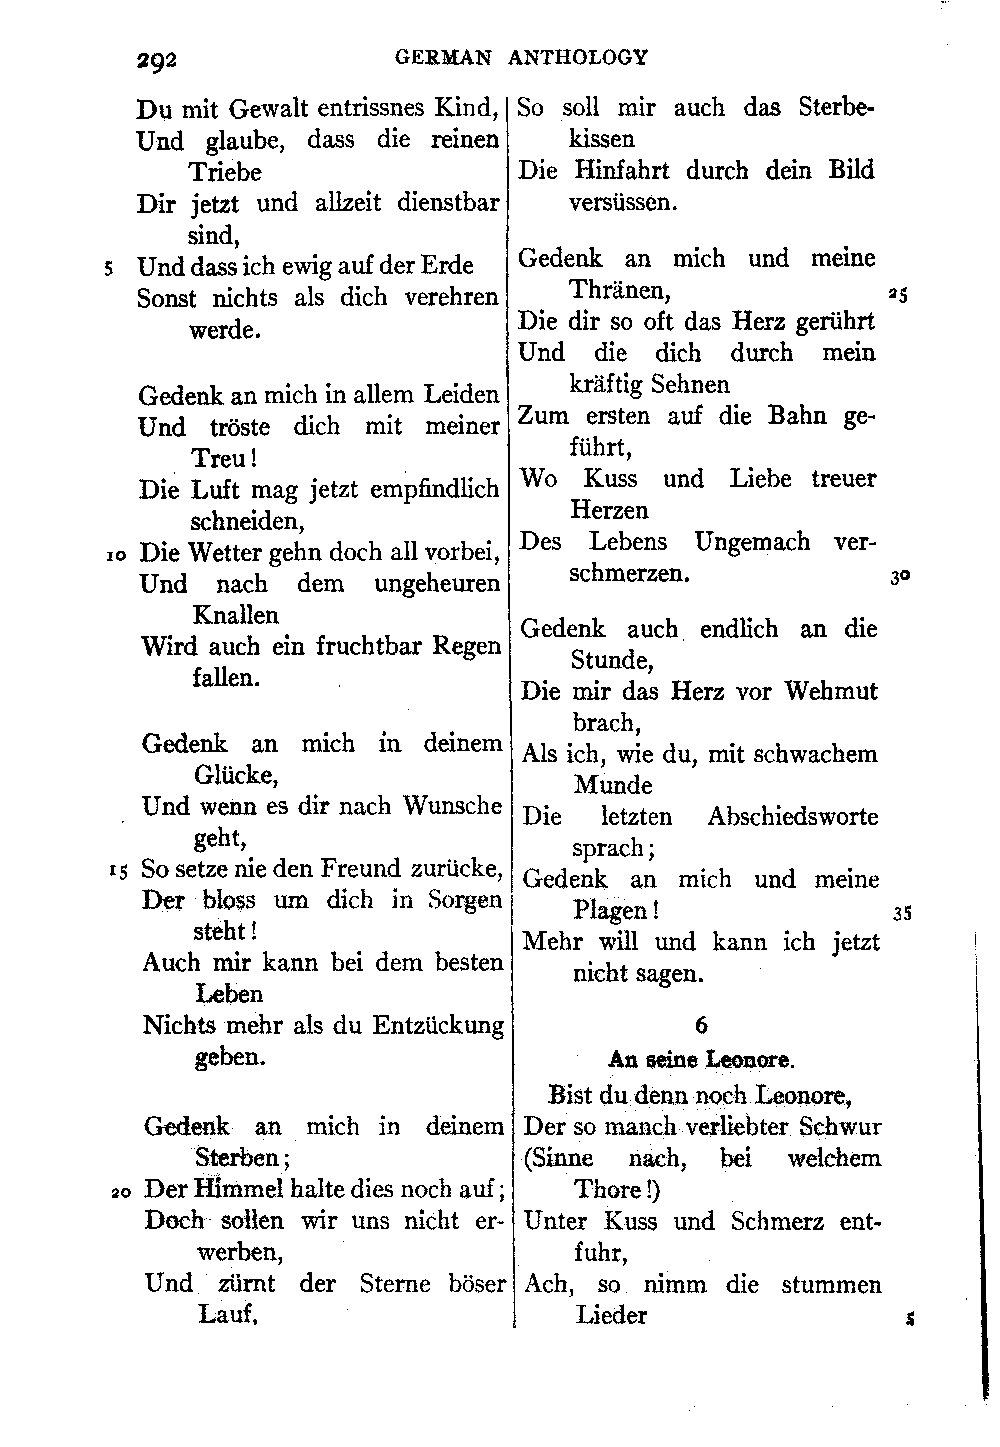 292 GERMAN ANTHOLOGY
Du mit Gewalt entrissnes Kind,
Und glaube, dass die reinen
Triebe
Dir jetzt und allzeit dienstbar
sind,
5 Und dass ich ewig auf der Erde
Sonst nichts als dich verehren
werde.
Gedenk an mich in allem Leiden
Und tröste dich mit meiner
Treu!
Die Luft mag jetzt empfindlich
schneiden,
10 Die Wetter gehn doch all vorbei,
Und nach dem ungeheuren
Knallen
Wird auch ein fruchtbar Regen
fallen.
Gedenk an mich in deinem
Glücke,
Und wenn es dir nach Wunsche
geht,
15 So setze nie den Freund zurücke,
Der bloss um dich in Sorgen
steht!
Auch mir kann bei dem besten
Leben
Nichts mehr als du Entzückung
geben.
Gedenk an mich in deinem
Sterben;
20 Der Himmel halte dies noch auf;
Doch sollen wir uns nicht er-
werben,
Und zürnt der Sterne böser
Lauf,
So soll mir auch das Sterbe-
kissen
Die Hinfahrt durch dein Bild
versüssen.
Gedenk an mich und meine
Thränen, 25
Die dir so oft das Herz gerührt
Und die dich durch mein
kräftig Sehnen
Zum ersten auf die Bahn ge-
führt,
Wo Kuss und Liebe treuer
Herzen
Des Lebens Ungemach ver-
schmerzen. 30
Gedenk auch endlich an die
Stunde,
Die mir das Herz vor Wehmut
brach,
Als ich, wie du, mit schwachem
Munde
Die letzten Abschiedsworte
sprach;
Gedenk an mich und meine
Plagen! 35
Mehr will und kann ich jetzt
nicht sagen.
6
An seine Leonore.
Bist du denn noch Leonore,
Der so manch verliebter Schwur
(Sinne nach, bei welchem
Thore!)
Unter Kuss und Schmerz ent-
fuhr,
Ach, so nimm die stummen
Lieder 5